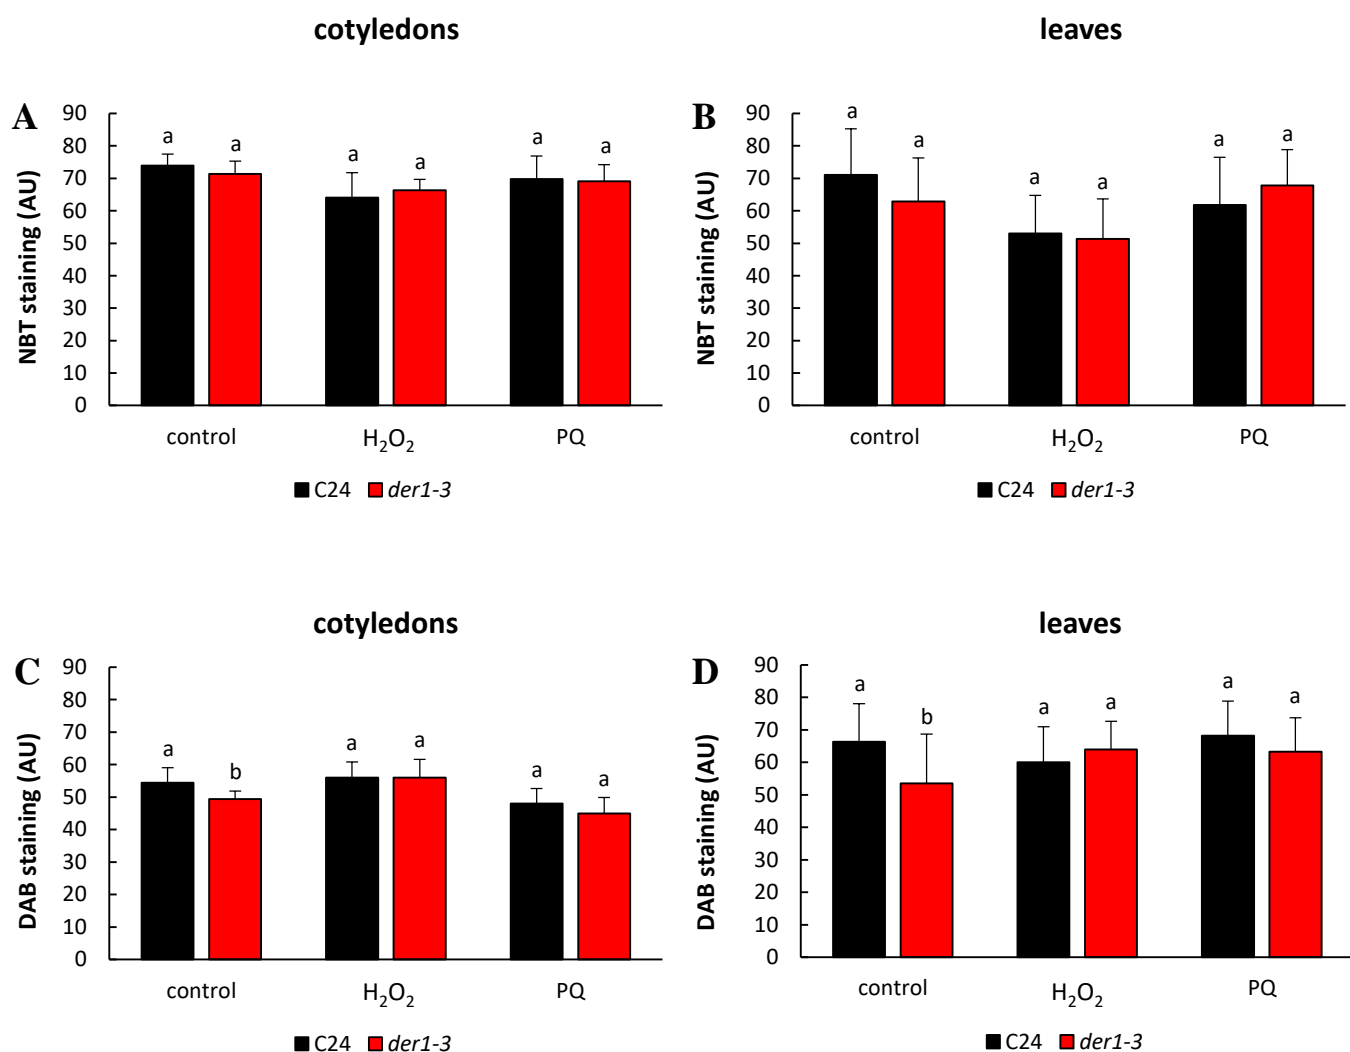 cotyledons
leaves
A
90
80
70
60
50
40
30
20
10
0
NBT staining (AU)
a a a a a a
control H₂O₂ PQ
C24 der1-3
B
90
80
70
60
50
40
30
20
10
0
NBT staining (AU)
a a a a a a
control H₂O₂ PQ
C24 der1-3
cotyledons
leaves
C
90
80
70
60
50
40
30
20
10
0
DAB staining (AU)
a b a a a a
control H₂O₂ PQ
C24 der1-3
D
90
80
70
60
50
40
30
20
10
0
DAB staining (AU)
a b a a a a
control H₂O₂ PQ
C24 der1-3